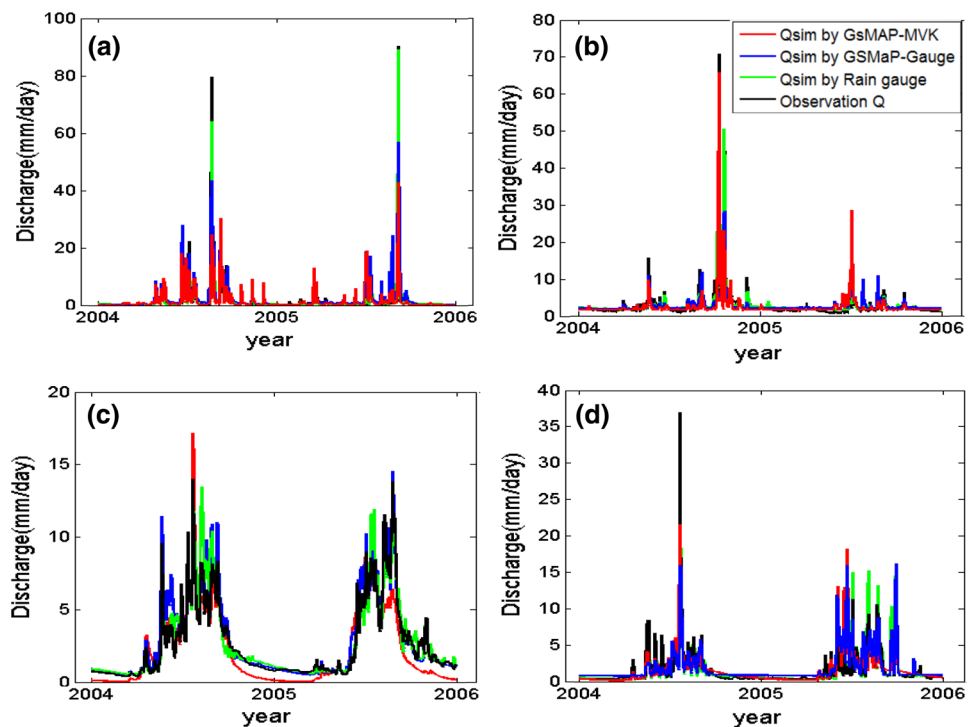 (a)
100
80
60
40
20
0
Discharge(mm/day)
2004
2005
2006
year
(b)
80
70
60
50
40
30
20
10
0
Discharge(mm/day)
2004
2005
2006
year
Qsim by GsMAP-MVK
Qsim by GSMaP-Gauge
Qsim by Rain gauge
Observation Q
(c)
20
15
10
5
0
Discharge(mm/day)
2004
2005
2006
year
(d)
40
35
30
25
20
15
10
5
0
Discharge(mm/day)
2004
2005
2006
year